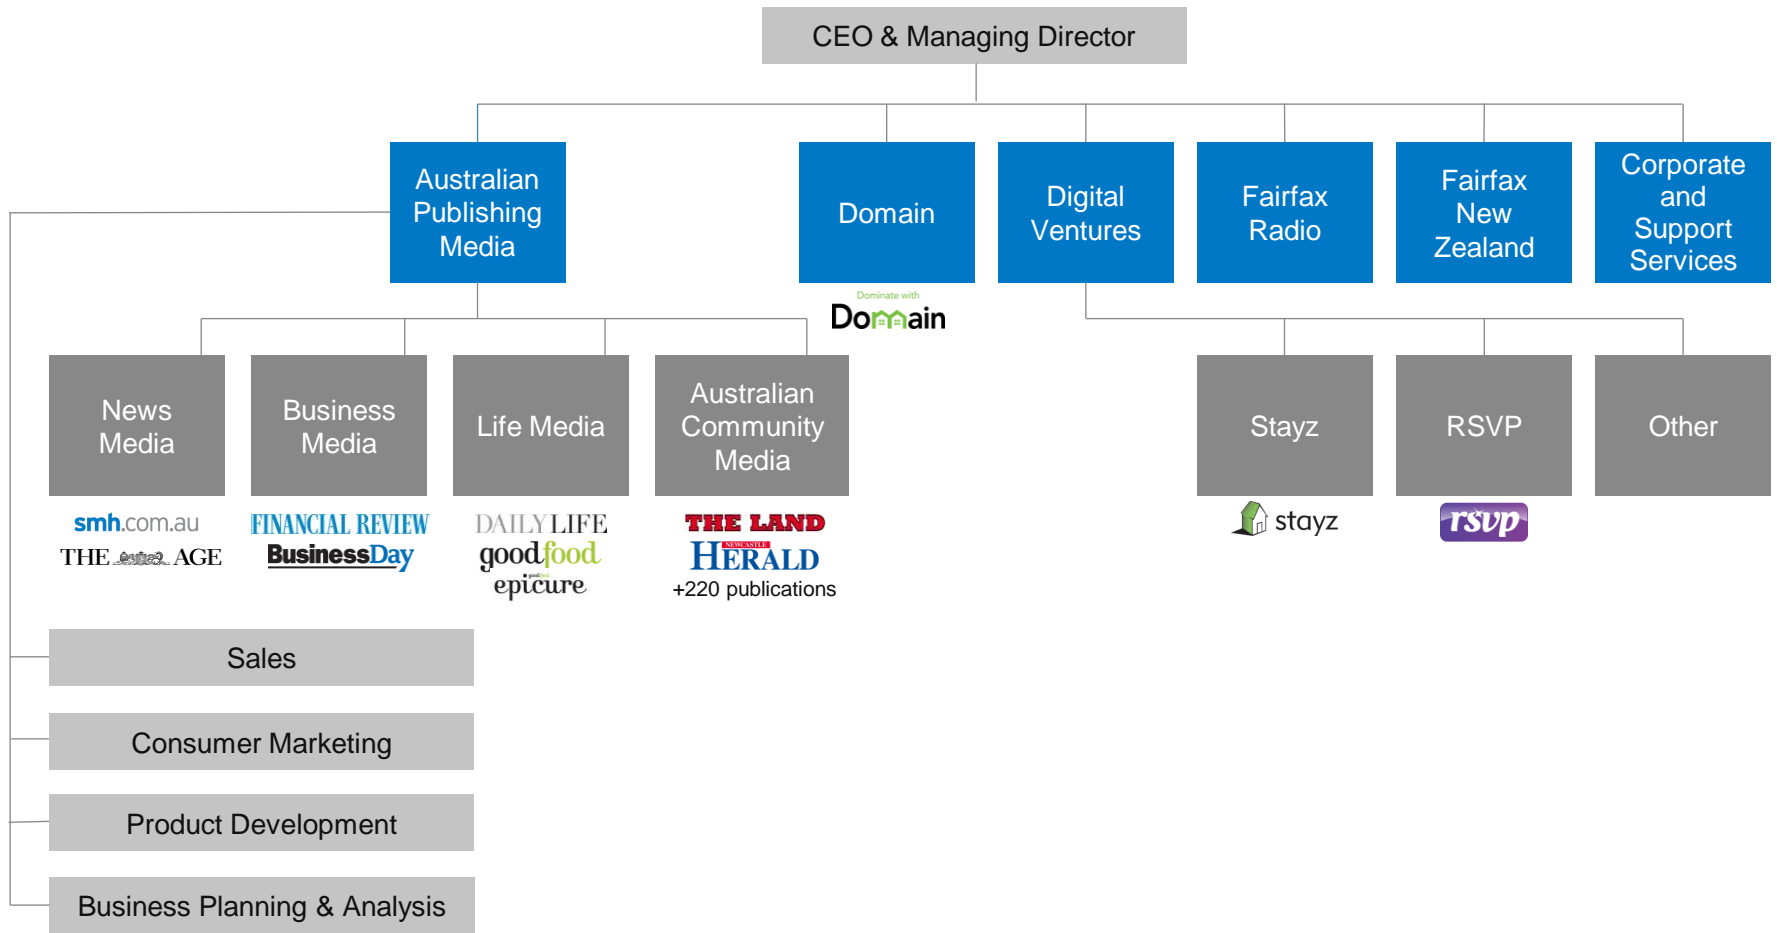 CEO & Managing Director
Australian
Publishing
Media
Domain
Digital
Ventures
Fairfax
Radio
Fairfax
New
Zealand
Corporate
and
Support
Services
Dominate with
Domain
News
Media
Business
Media
Life Media
Australian
Community
Media
Stayz
RSVP
Other
smh.com.au
THE AGE
FINANCIAL REVIEW
BusinessDay
DAILY LIFE
goodfood
goodfood
epicure
THE LAND
NEWCASTLE
HERALD
+220 publications
stayz
rsvp
Sales
Consumer Marketing
Product Development
Business Planning & Analysis